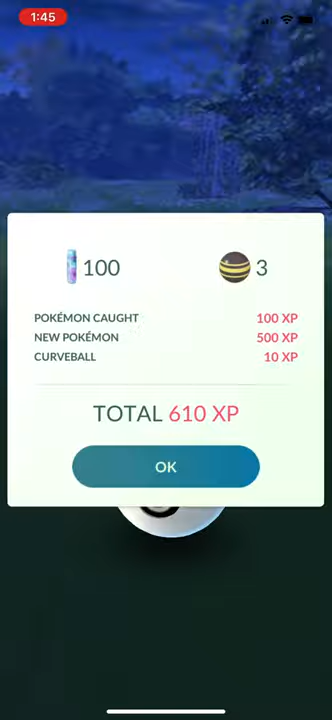 1:45
100
3
POKÉMON CAUGHT 100 XP
NEW POKÉMON 500 XP
CURVEBALL 10 XP
TOTAL 610 XP
OK